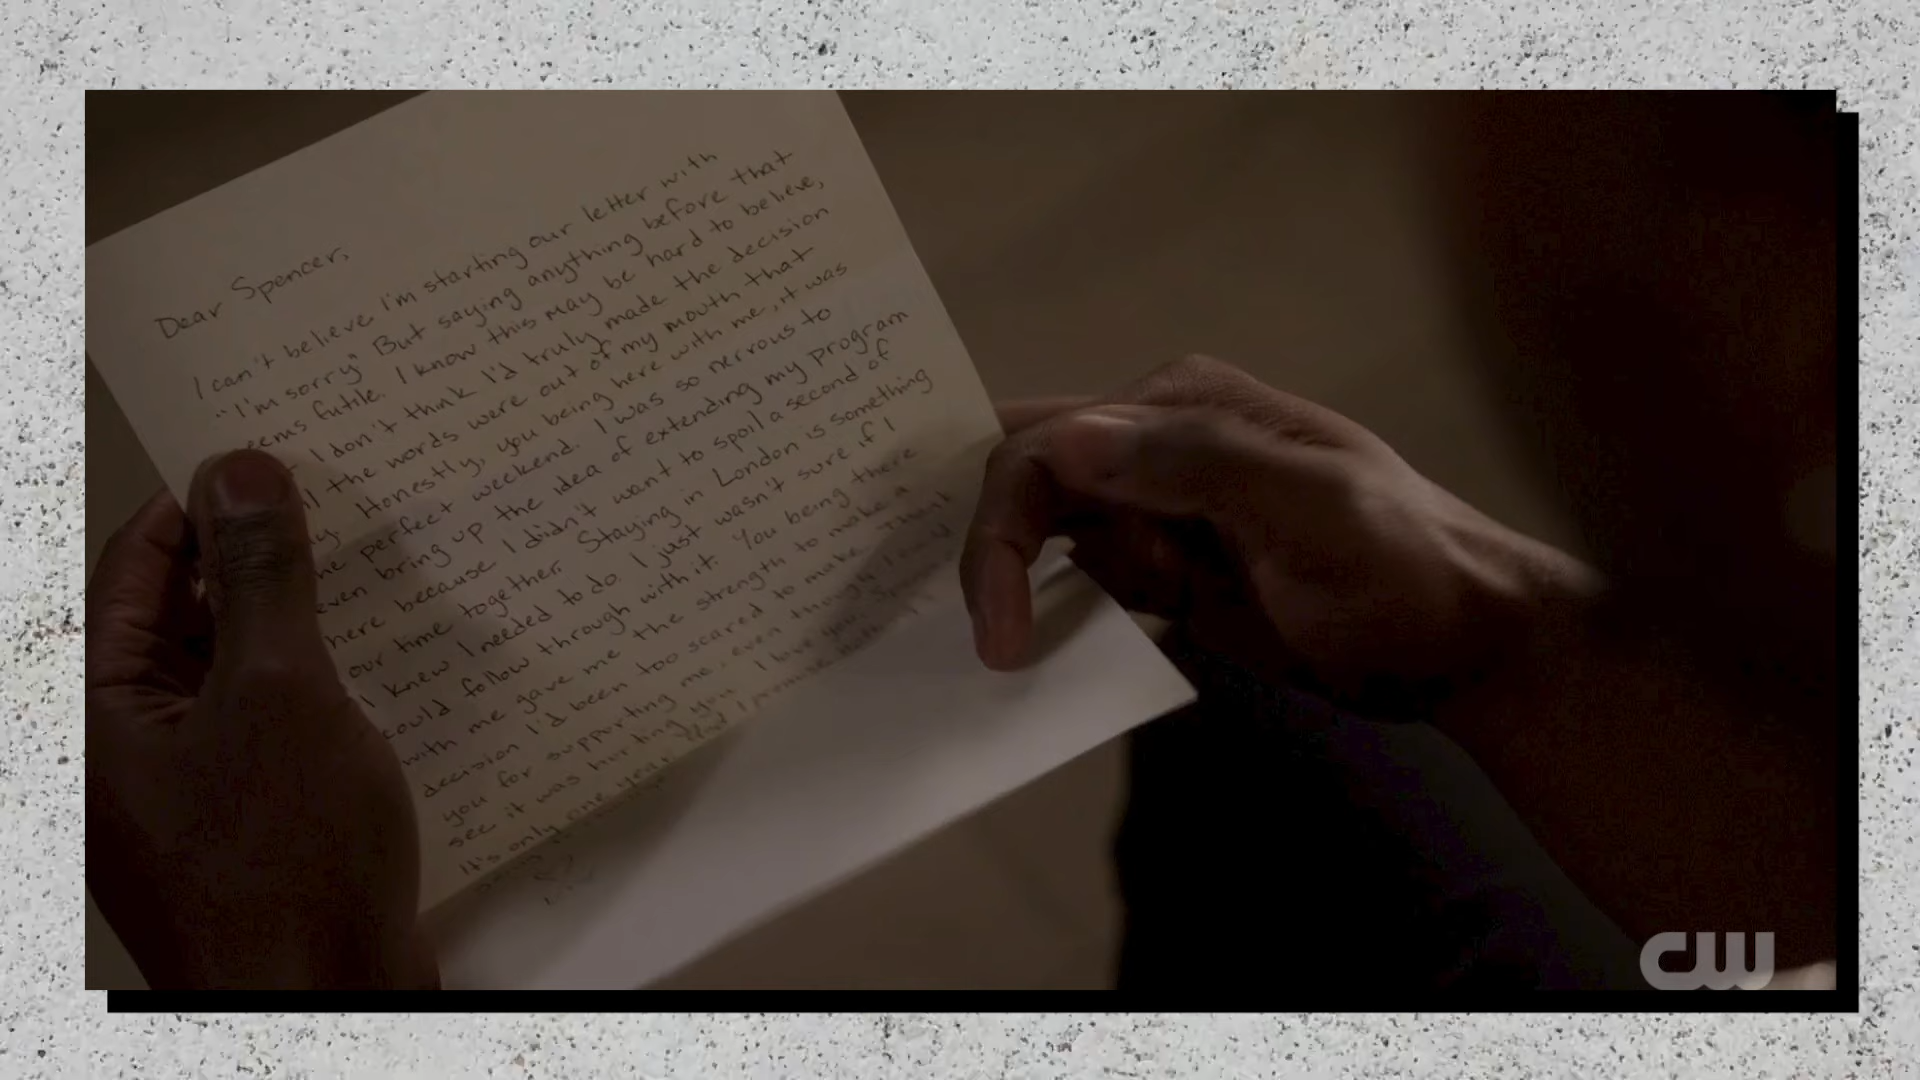 Dear Spencer,
I can't believe I'm starting our letter with
"I'm sorry" But saying anything before that
seems futile. I know this may be hard to believe,
I don't think I'd truly made the decision
the words were out of my mouth that
Honestly, you being here with me, it was
the perfect weekend. I was so nervous to
even bring up the idea of extending my program
here because I didn't want to spoil a second of
our time together. Staying in London is something
I knew I needed to do. I just wasn't sure if I
could follow through with it. You being there
with me gave me the strength to make a
decision I'd been too scared to make. Thank
you for supporting me, even though I could
see it was hurting you. I love you, Spencer
It's only one year. And I promise
CW